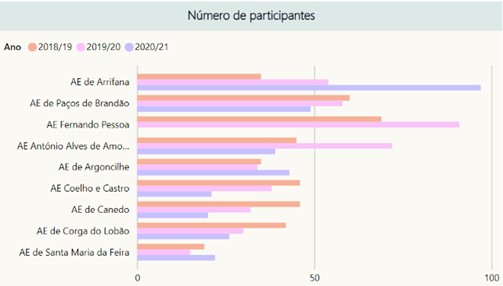 Número de participantes
Ano 2018/19 2019/20 2020/21
AE de Arrifana
AE de Paços de Brandão
AE Fernando Pessoa
AE António Alves de Amo...
AE de Argoncilhe
AE Coelho e Castro
AE de Canedo
AE de Corga do Lobão
AE de Santa Maria da Feira
0 50 100